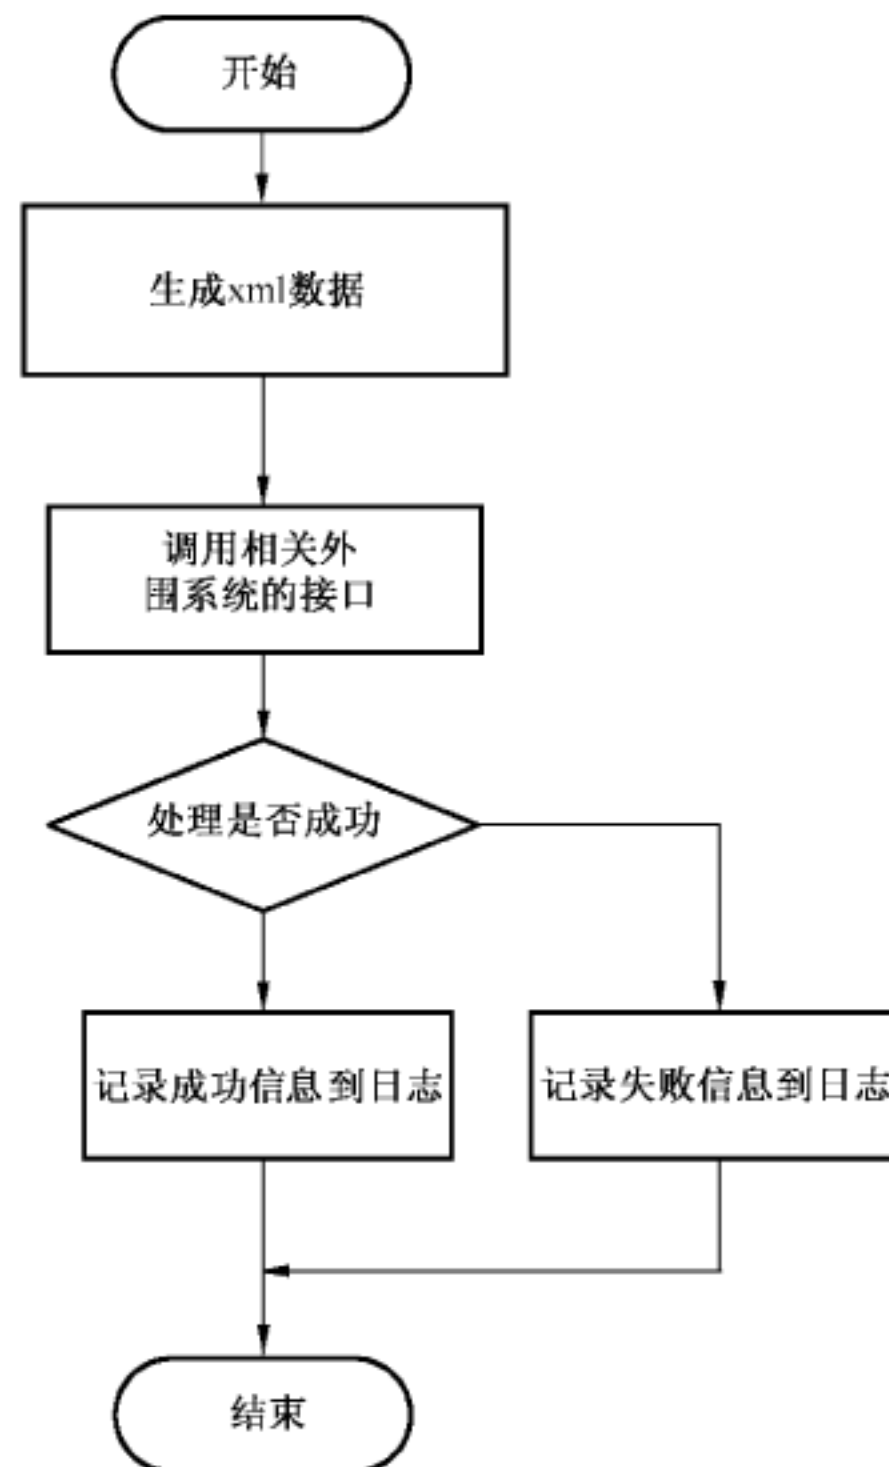 开始
生成xml数据
调用相关外
围系统的接口
处理是否成功
记录成功信息到日志
记录失败信息到日志
结束